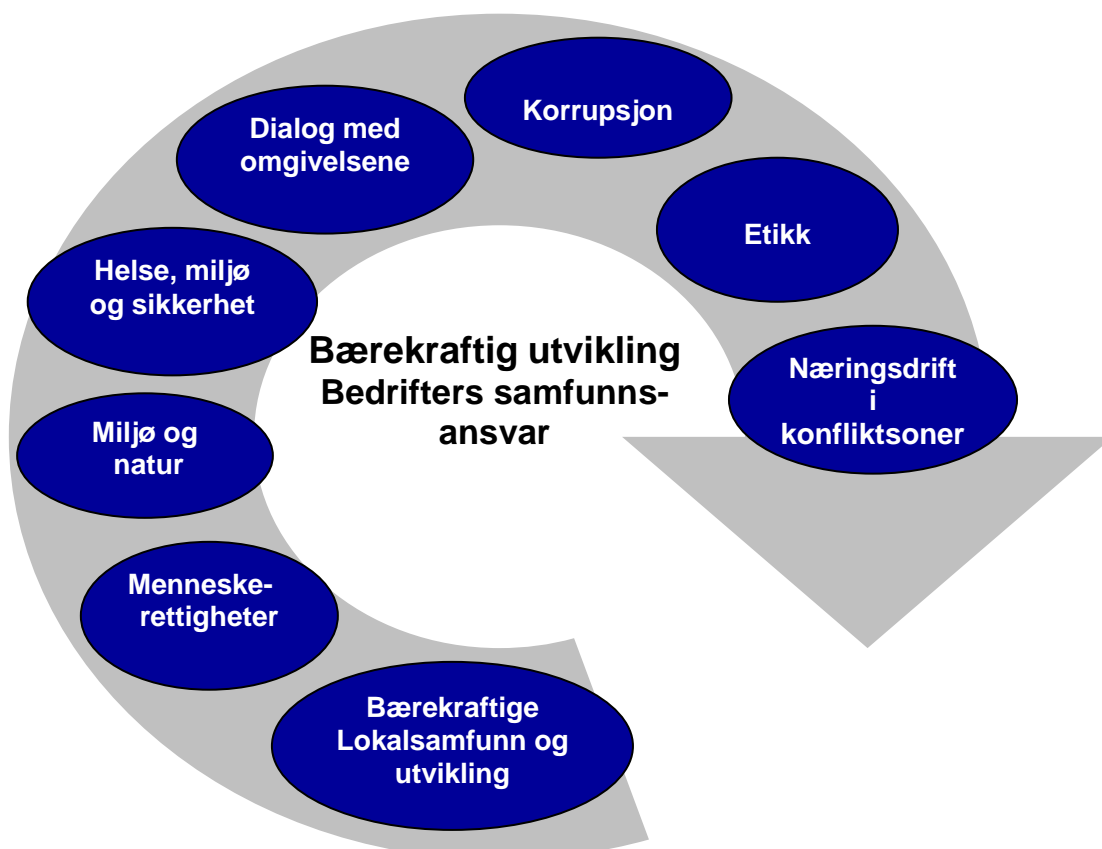 Korrupsjon
Dialog med
omgivelsene
Etikk
Helse, miljø
og sikkerhet
Bærekraftig utvikling
Bedrifters samfunns-
ansvar
Næringsdrift
i
konfliktsoner
Miljø og
natur
Menneske-
rettigheter
Bærekraftige
Lokalsamfunn og
utvikling